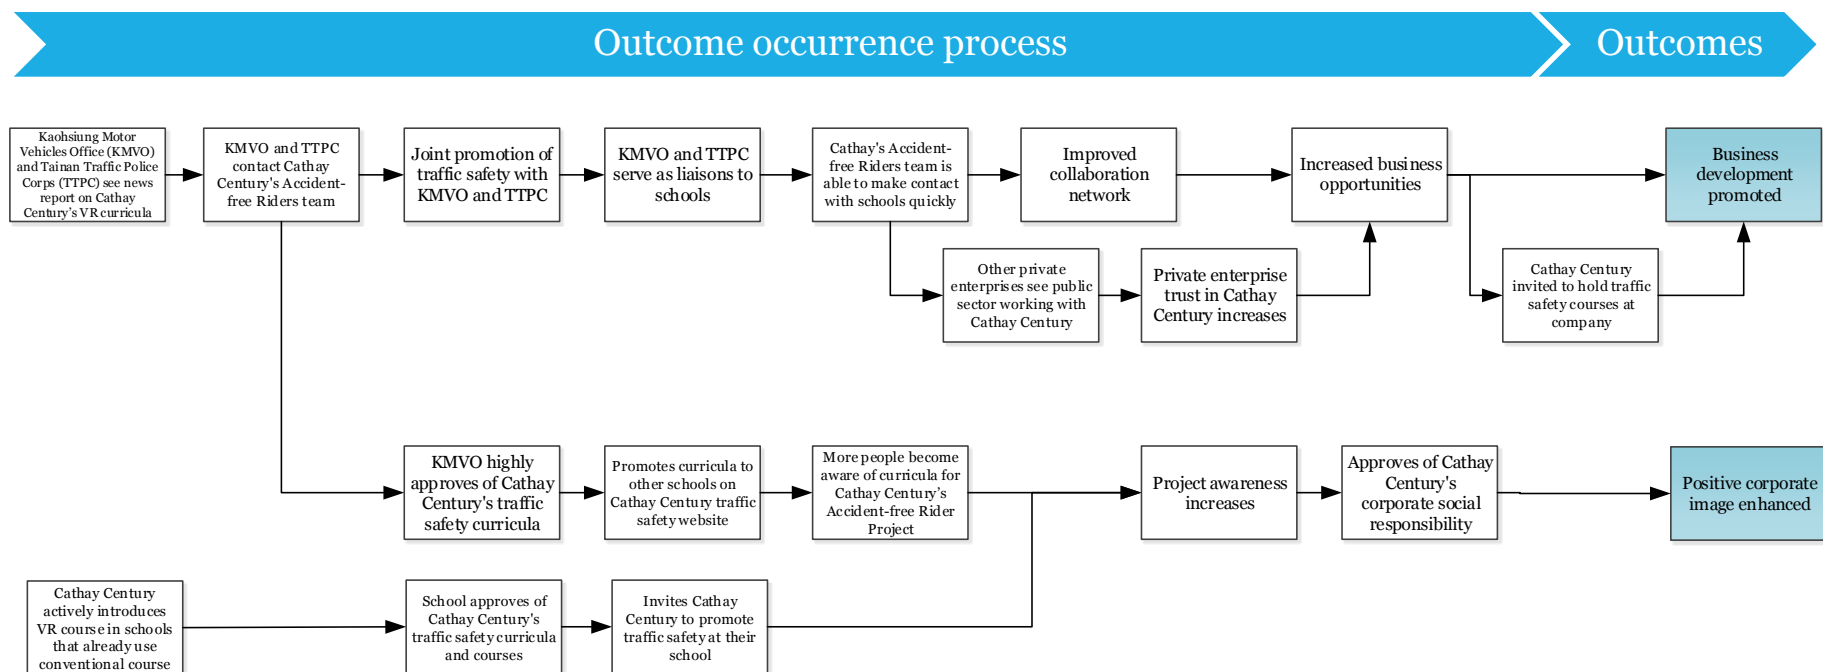 Outcome occurrence process
Outcomes
Kaohsiung Motor
Vehicles Office (KMVO)
and Tainan Traffic Police
Corps (TTPC) see news
report on Cathay
Century's VR curricula
KMVO and TTPC
contact Cathay
Century's Accident-
free Riders team
Joint promotion of
traffic safety with
KMVO and TTPC
KMVO and TTPC
serve as liaisons to
schools
Cathay's Accident-
free Riders team is
able to make contact
with schools quickly
Improved
collaboration
network
Increased business
opportunities
Business
development
promoted
Other private
enterprises see public
sector working with
Cathay Century
Private enterprise
trust in Cathay
Century increases
Cathay Century
invited to hold traffic
safety courses at
company
KMVO highly
approves of Cathay
Century's traffic
safety curricula
Promotes curricula to
other schools on
Cathay Century traffic
safety website
More people become
aware of curricula for
Cathay Century's
Accident-free Rider
Project
Project awareness
increases
Approves of Cathay
Century's
corporate social
responsibility
Positive corporate
image enhanced
Cathay Century
actively introduces
VR course in schools
that already use
conventional course
School approves of
Cathay Century's
traffic safety curricula
and courses
Invites Cathay
Century to promote
traffic safety at their
school